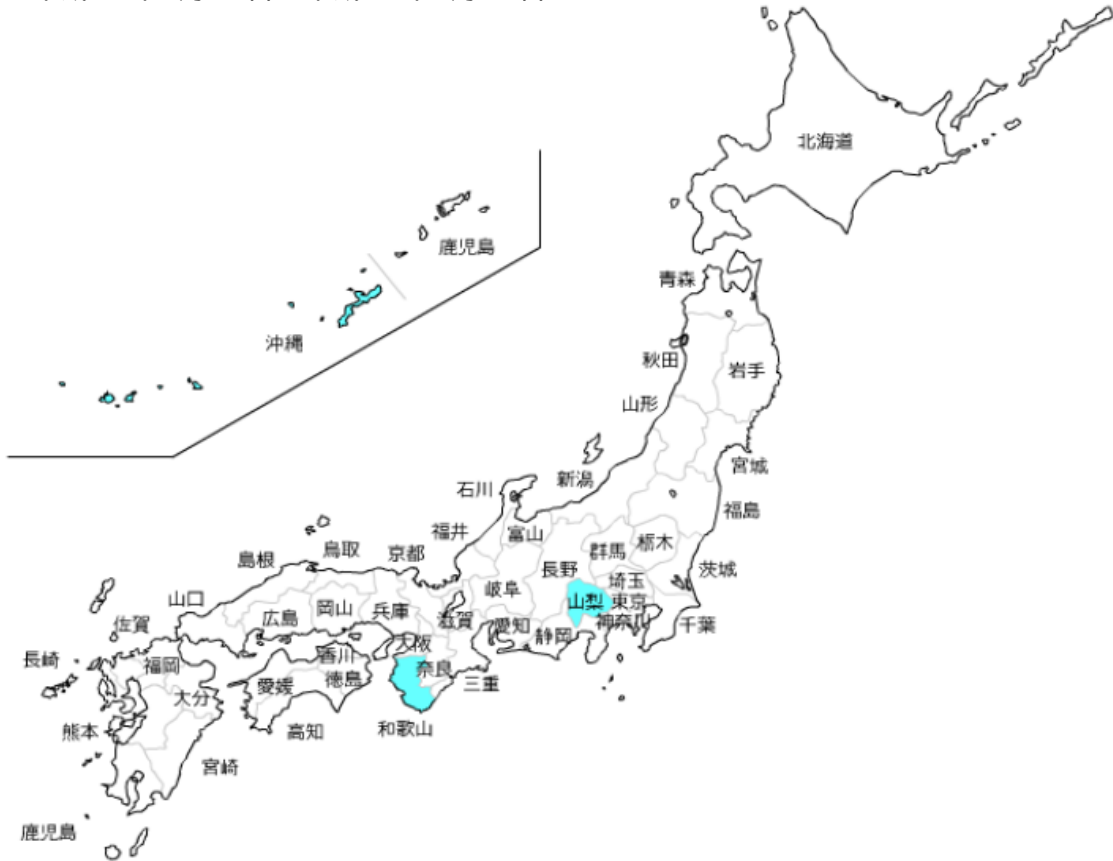 北海道
鹿児島
青森
沖縄
秋田
岩手
山形
宮城
新潟
石川
福島
福井
富山
栃木
群馬
鳥取
京都
島根
長野
茨城
埼玉
岐阜
山口
山梨
東京
岡山
兵庫
広島
滋賀
愛知
神奈川
佐賀
千葉
静岡
大阪
香川
長崎
福岡
奈良
愛媛
徳島
三重
大分
和歌山
熊本
高知
宮崎
鹿児島